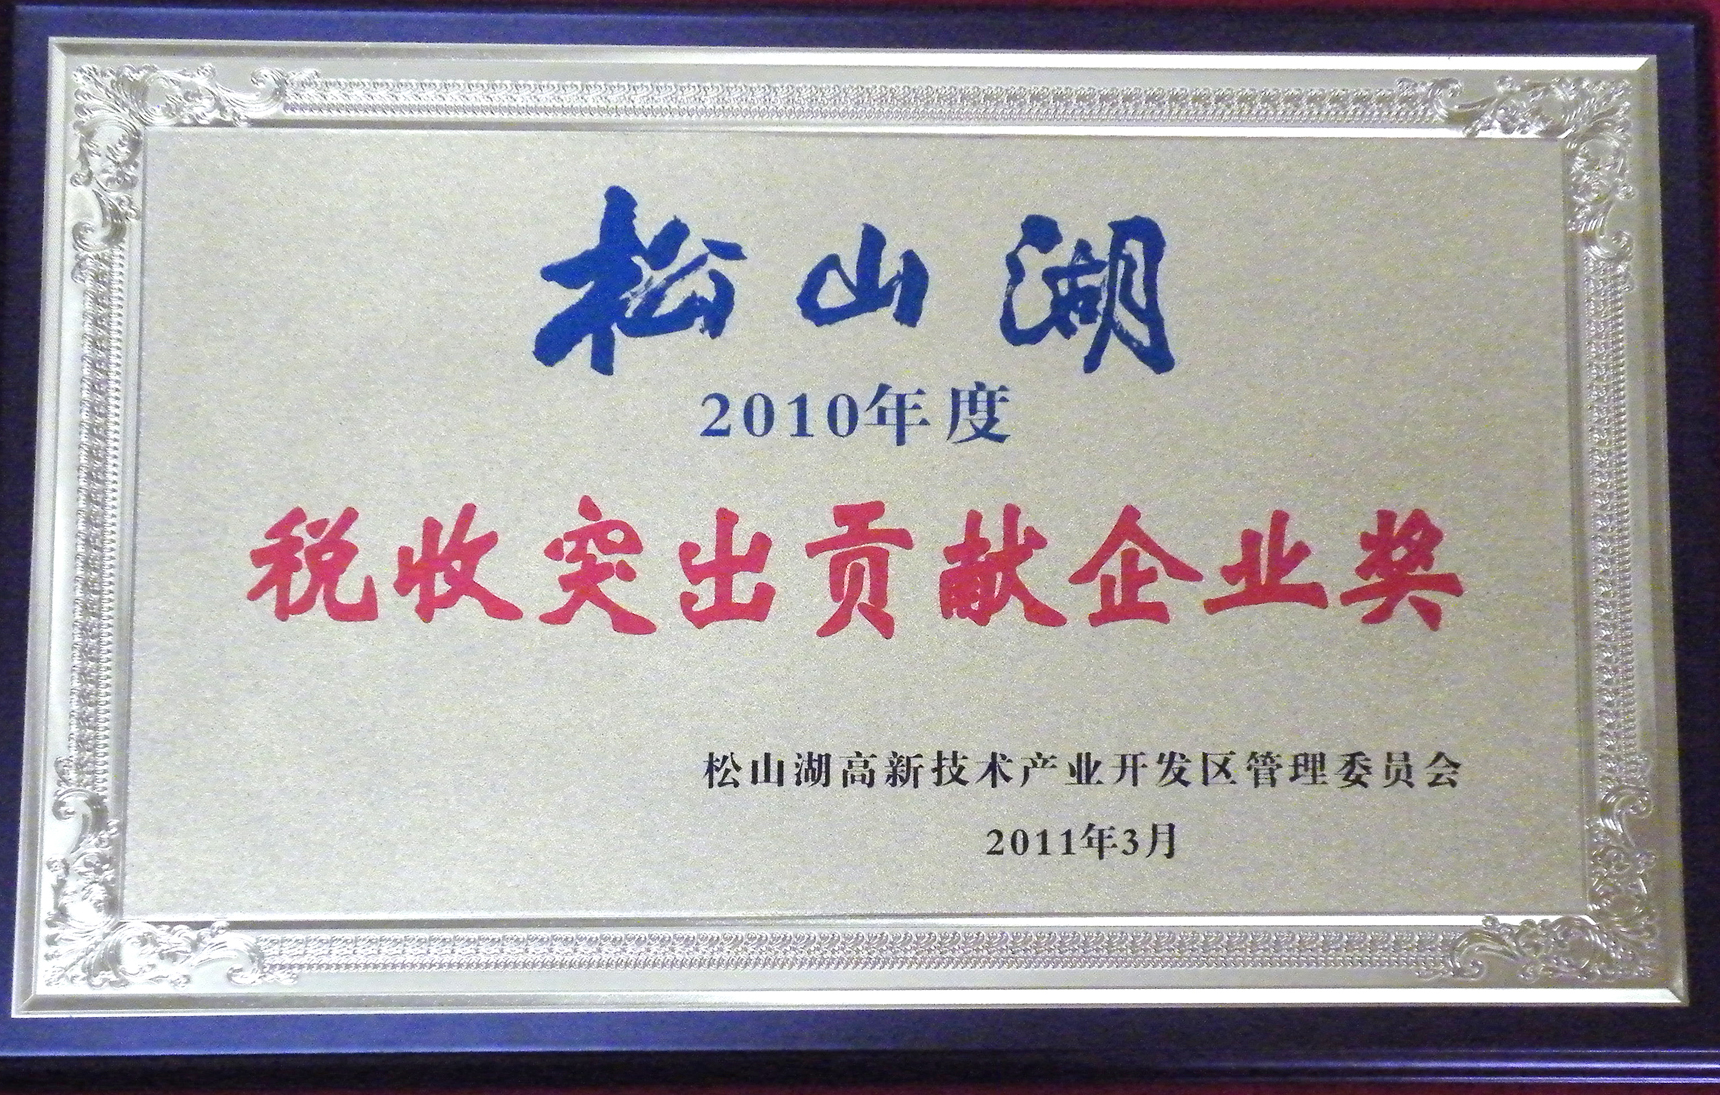 松山湖
2010年度
税收突出贡献企业奖
松山湖高新技术产业开发区管理委员会
2011年3月